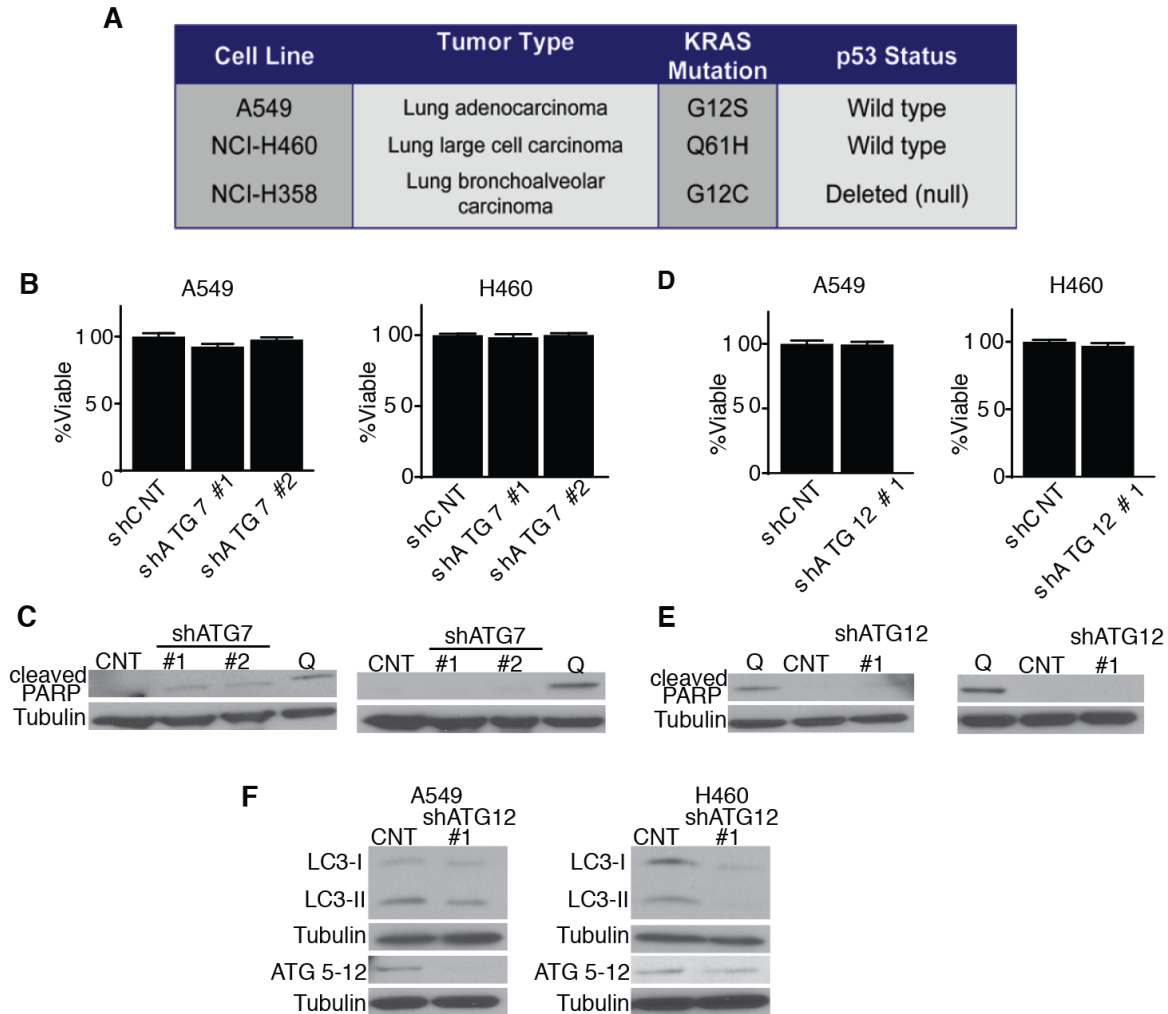 A
Cell Line Tumor Type KRAS Mutation p53 Status
A549 Lung adenocarcinoma G12S Wild type
NCI-H460 Lung large cell carcinoma Q61H Wild type
NCI-H358 Lung bronchoalveolar carcinoma G12C Deleted (null)
B
A549
%Viable
100
50
0
shCNT
shATG7 #1
shATG7 #2
H460
%Viable
100
50
0
shCNT
shATG7 #1
shATG7 #2
D
A549
%Viable
100
50
0
shCNT
shATG12 #1
H460
%Viable
100
50
0
shCNT
shATG12 #1
C
shATG7
CNT #1 #2 Q
cleaved
PARP
Tubulin
shATG7
CNT #1 #2 Q
E
shATG12
Q CNT #1
cleaved
PARP
Tubulin
shATG12
Q CNT #1
F
A549
shATG12
CNT #1
LC3-I
LC3-II
Tubulin
ATG 5-12
Tubulin
H460
shATG12
CNT #1
LC3-I
LC3-II
Tubulin
ATG 5-12
Tubulin